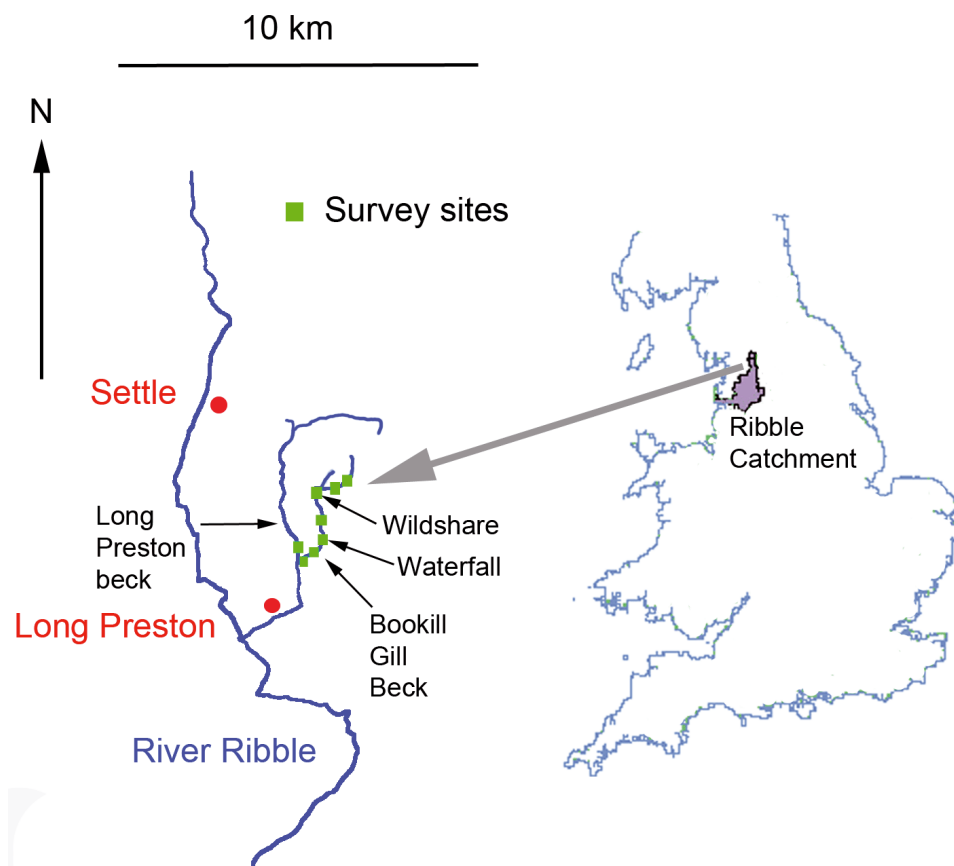 10 km
N
Survey sites
Settle
Ribble
Catchment
Long
Preston
beck
Wildshare
Waterfall
Long Preston
Bookill
Gill
Beck
River Ribble